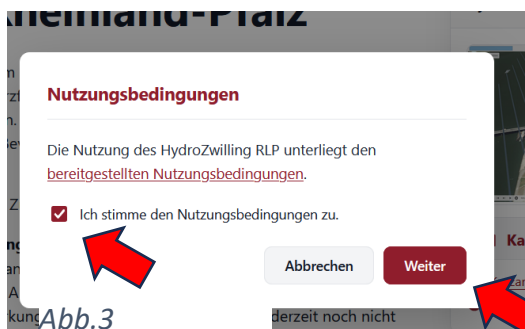 Rheinland-Pfalz
Nutzungsbedingungen
Die Nutzung des HydroZwilling RLP unterliegt den
bereitgestellten Nutzungsbedingungen.
Ich stimme den Nutzungsbedingungen zu.
Abbrechen
Weiter
Abb.3
derzeit noch nicht